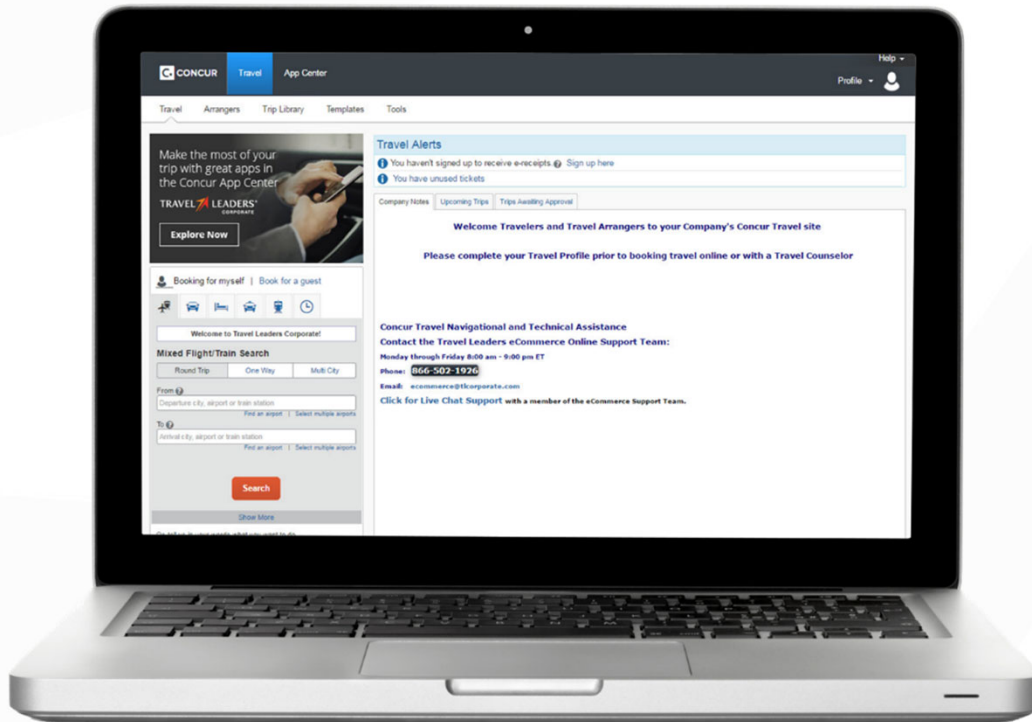 Help
CONCUR
Travel
App Center
Profile
Travel
Arrangers
Trip Library
Templates
Tools
Make the most of your
trip with great apps in
the Concur App Center
TRAVEL LEADERS
CORPORATE
Explore Now
Booking for myself | Book for a guest
Welcome to Travel Leaders Corporate!
Mixed Flight/Train Search
Round Trip
One Way
Multi City
From
Departure city, airport or train station
Find an airport | Select multiple airports
To
Arrival city, airport or train station
Find an airport | Select multiple airports
Search
Show More
Travel Alerts
You haven't signed up to receive e-receipts. Sign up here
You have unused tickets
Company Notes
Upcoming Trips
Trips Awaiting Approval
Welcome Travelers and Travel Arrangers to your Company's Concur Travel site
Please complete your Travel Profile prior to booking travel online or with a Travel Counselor
Concur Travel Navigational and Technical Assistance
Contact the Travel Leaders eCommerce Online Support Team:
Monday through Friday 8:00 am - 9:00 pm ET
Phone: 866-502-1926
Email: ecommerce@tlcorporate.com
Click for Live Chat Support with a member of the eCommerce Support Team.